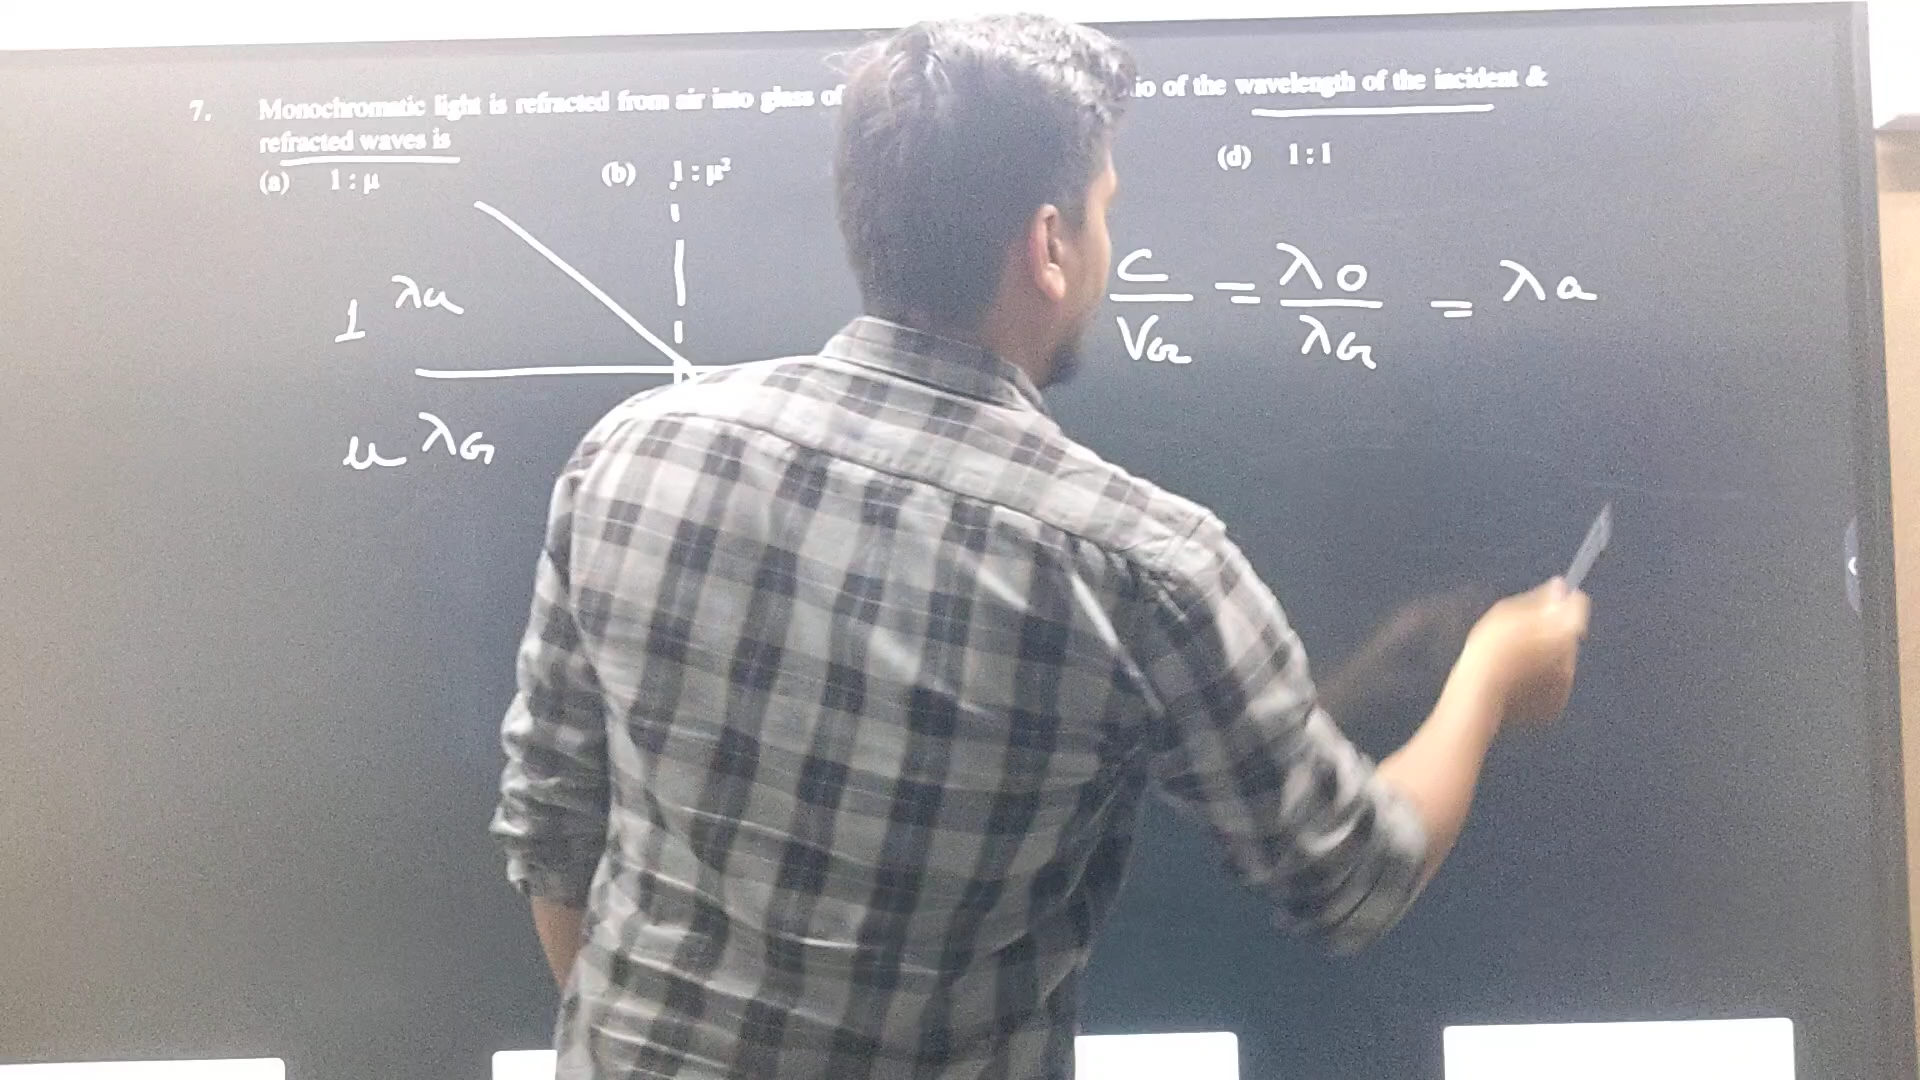 7. Monochromatic light is refracted from air into glass of
io of the wavelength of the incident &
refracted waves is
(a) 1 : μ (b) 1 : μ² (d) 1 : 1
1 λa
μ λG
C/VG = λ0/λG = λa